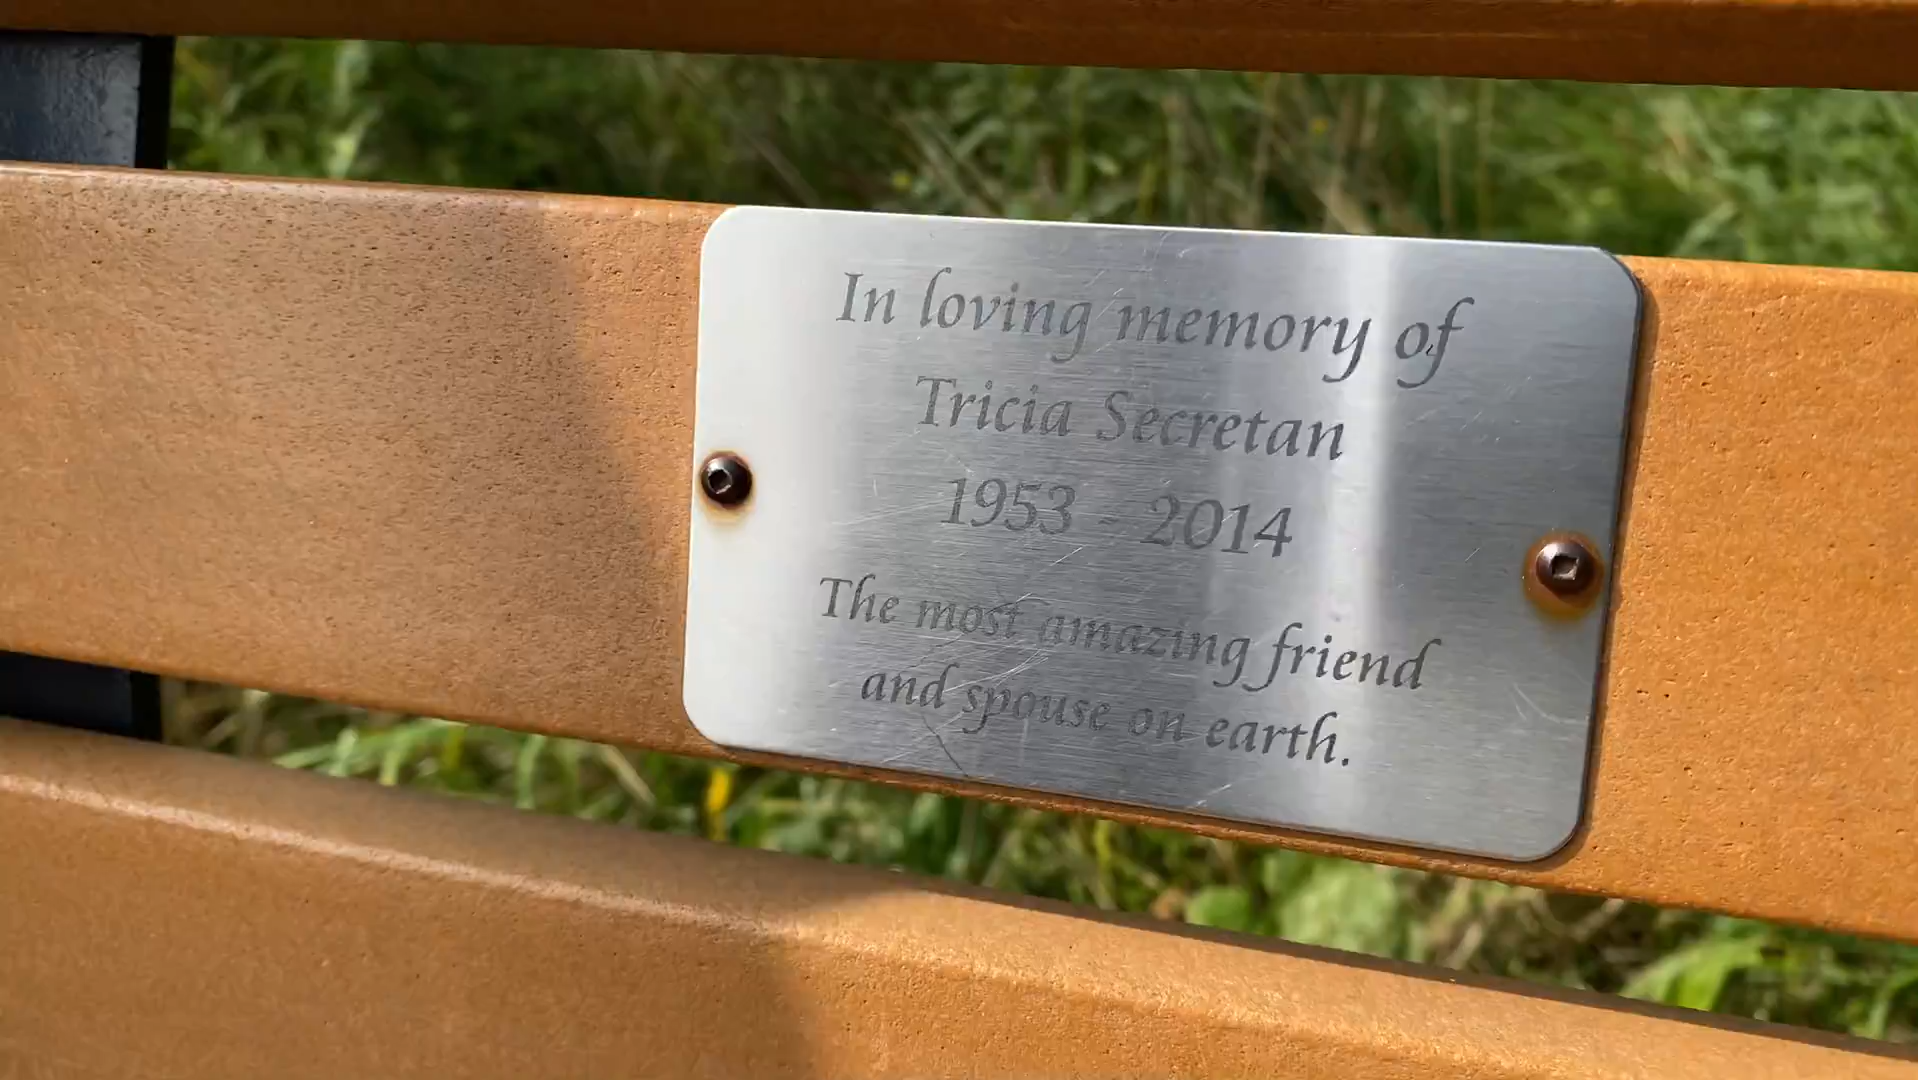 In loving memory of
Tricia Secretan
1953 - 2014
The most amazing friend
and spouse on earth.